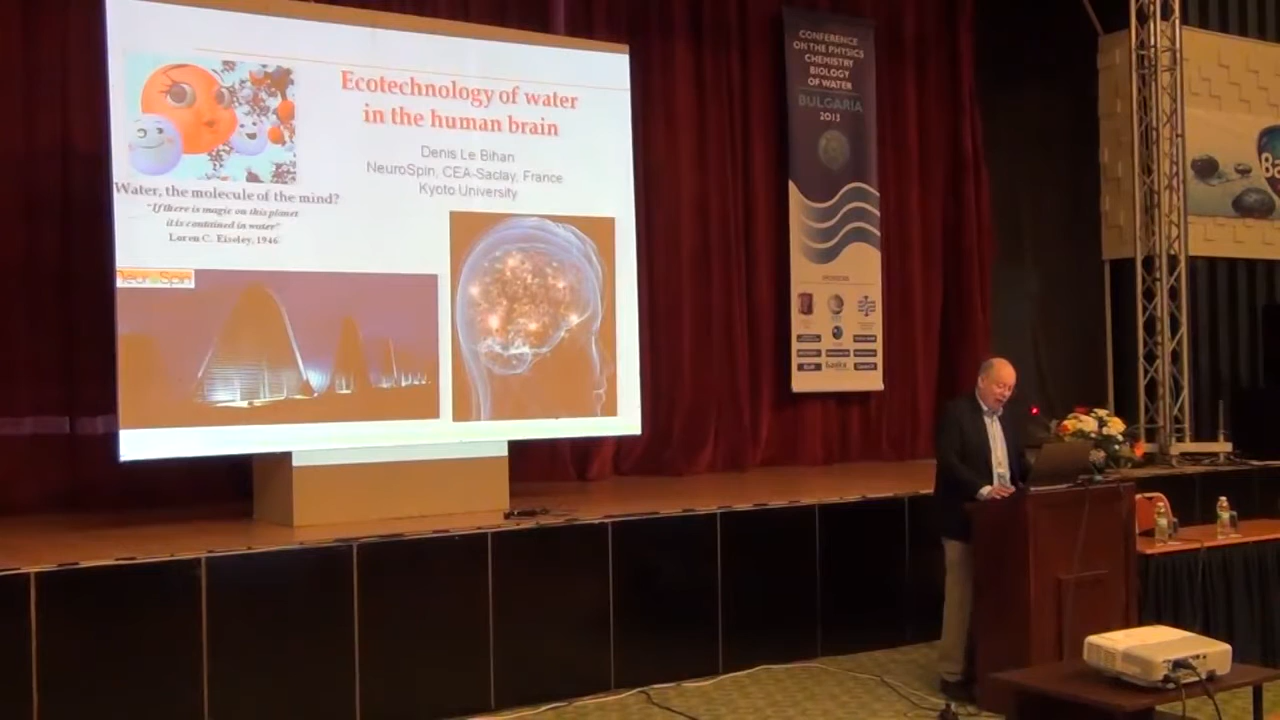 Ecotechnology of water
in the human brain
Denis Le Bihan
NeuroSpin, CEA-Saclay, France
Kyoto University
Water, the molecule of the mind?
"If there is magic on this planet
it is contained in water"
Loren C. Eiseley, 1946
NeuroSpin
CONFERENCE
ON THE PHYSICS
CHEMISTRY
BIOLOGY
OF WATER
BULGARIA
2013
Ba